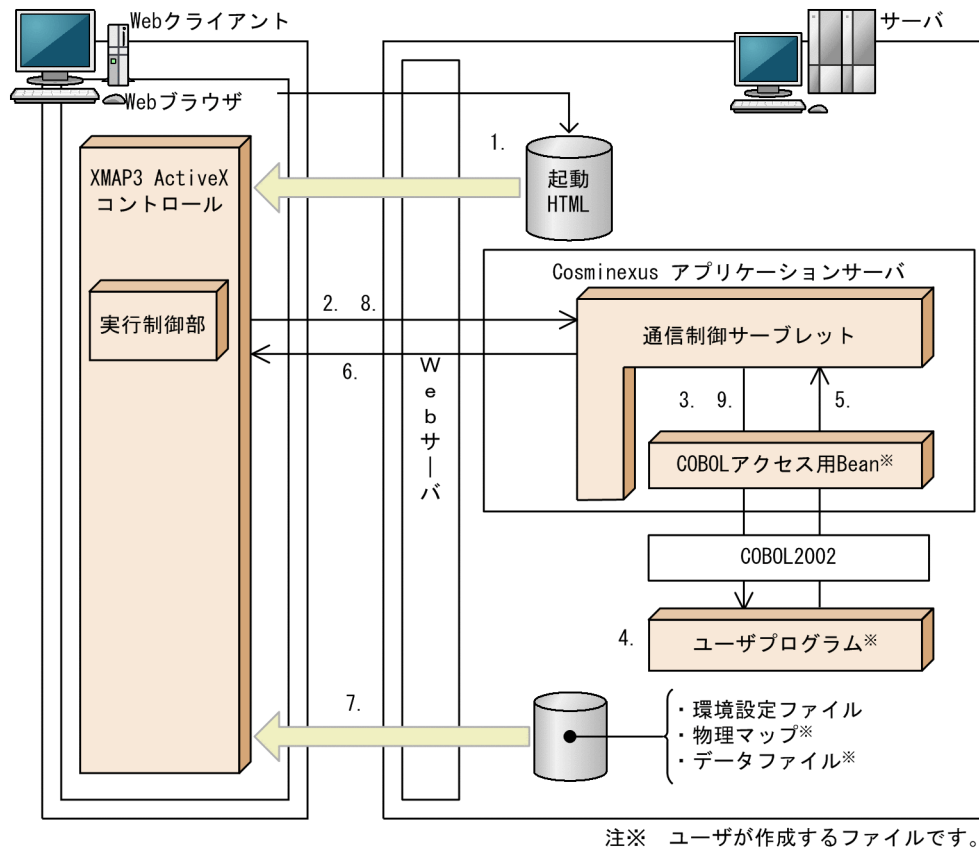 Webクライアント
サーバ
Webブラウザ
1.
起動
HTML
XMAP3 ActiveX
コントロール
Cosminexus アプリケーションサーバ
実行制御部
2. 8.
通信制御サーブレット
6.
Webサーバ
3. 9.
5.
COBOLアクセス用Bean※
COBOL2002
4.
ユーザプログラム※
7.
・環境設定ファイル
・物理マップ※
・データファイル※
注※ ユーザが作成するファイルです。